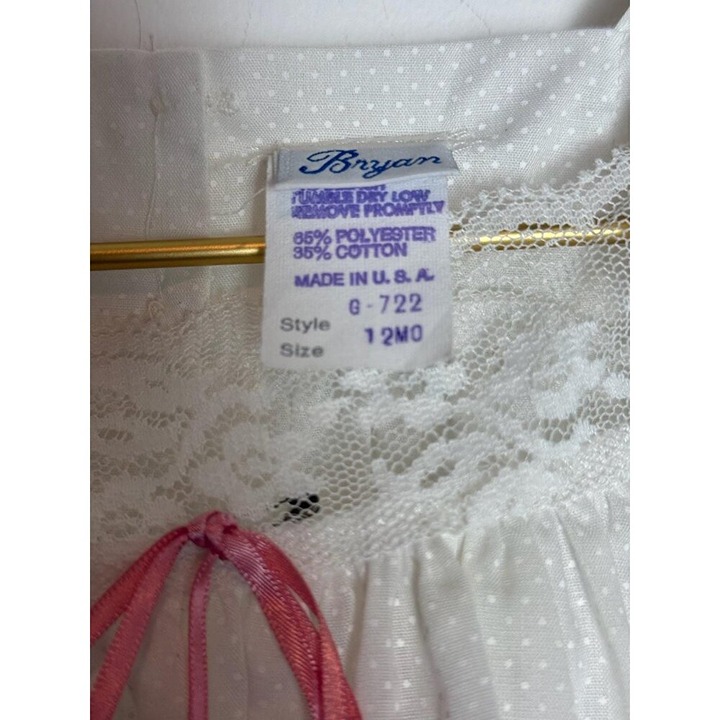 Bryan
TUMBLE DRY LOW
REMOVE PROMPTLY
65% POLYESTER
35% COTTON
MADE IN U.S.A.
G-722
Style
12MO
Size